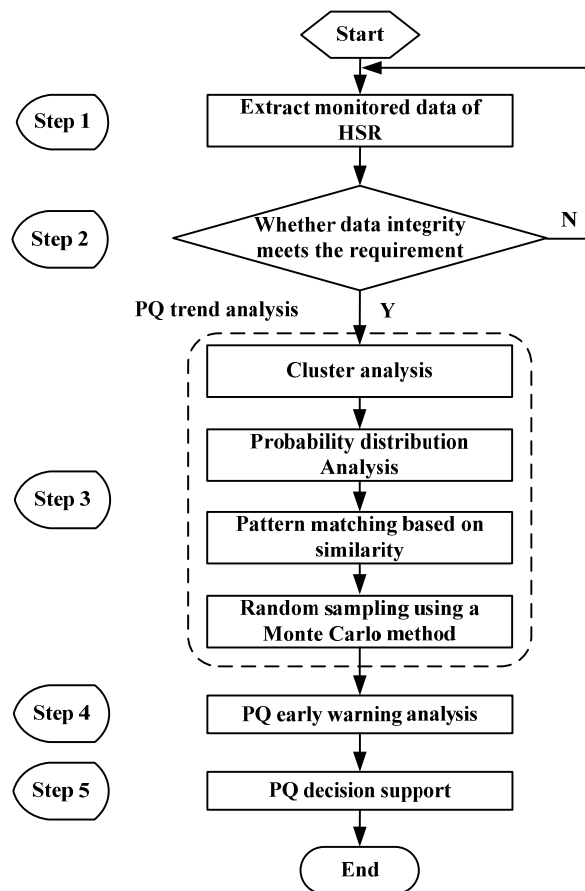 Start
Step 1
Extract monitored data of
HSR
Step 2
Whether data integrity
meets the requirement
N
PQ trend analysis
Y
Cluster analysis
Probability distribution
Analysis
Step 3
Pattern matching based on
similarity
Random sampling using a
Monte Carlo method
Step 4
PQ early warning analysis
Step 5
PQ decision support
End